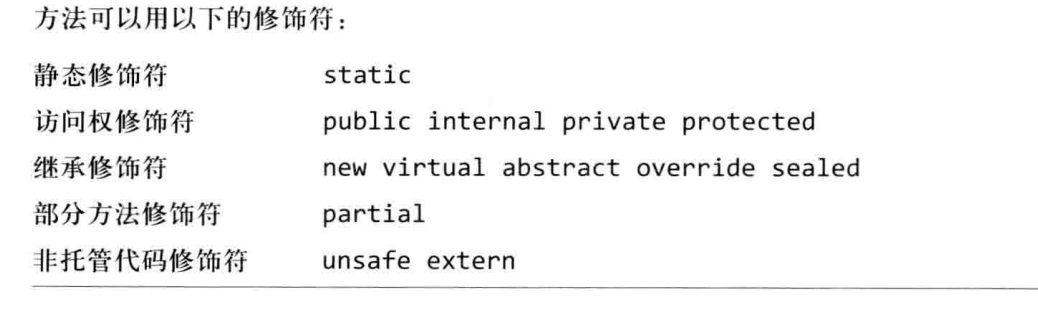 方法可以用以下的修饰符：
静态修饰符 static
访问权修饰符 public internal private protected
继承修饰符 new virtual abstract override sealed
部分方法修饰符 partial
非托管代码修饰符 unsafe extern